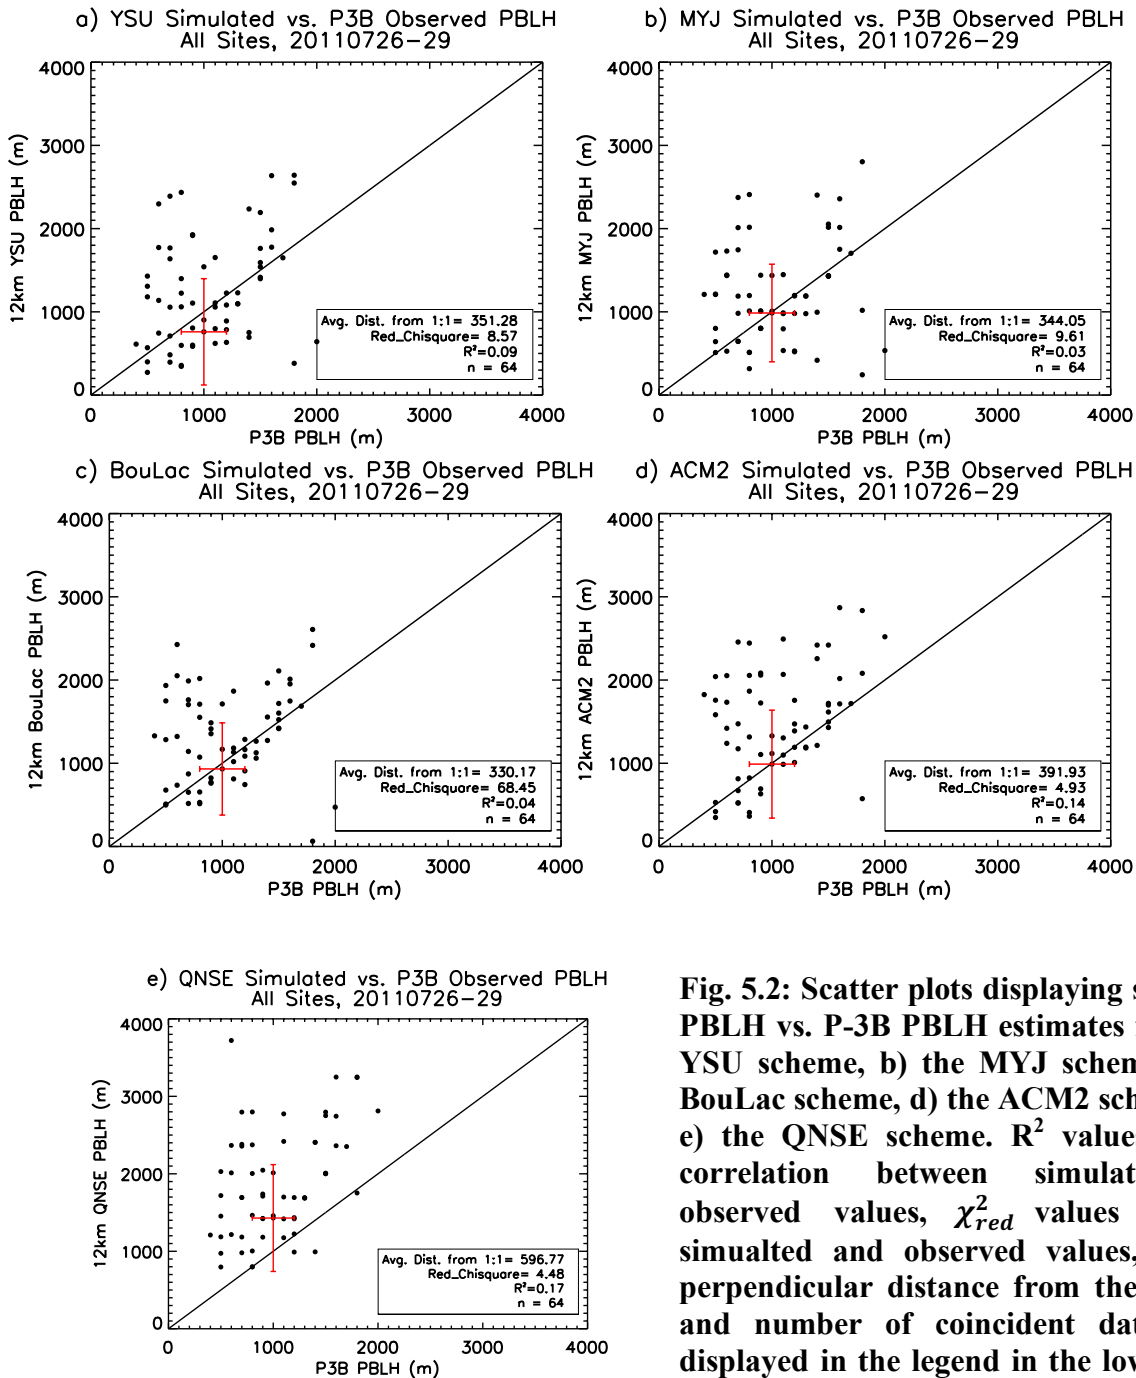 a) YSU Simulated vs. P3B Observed PBLH
All Sites, 20110726-29
4000
3000
2000
1000
0
12km YSU PBLH (m)
Avg. Dist. from 1:1= 351.28
Red_Chisquare= 8.57
R²=0.09
n = 64
0 1000 2000 3000 4000
P3B PBLH (m)
b) MYJ Simulated vs. P3B Observed PBLH
All Sites, 20110726-29
4000
3000
2000
1000
0
12km MYJ PBLH (m)
Avg. Dist. from 1:1= 344.05
Red_Chisquare= 9.61
R²=0.03
n = 64
0 1000 2000 3000 4000
P3B PBLH (m)
c) BouLac Simulated vs. P3B Observed PBLH
All Sites, 20110726-29
4000
3000
2000
1000
0
12km BouLac PBLH (m)
Avg. Dist. from 1:1= 330.17
Red_Chisquare= 68.45
R²=0.04
n = 64
0 1000 2000 3000 4000
P3B PBLH (m)
d) ACM2 Simulated vs. P3B Observed PBLH
All Sites, 20110726-29
4000
3000
2000
1000
0
12km ACM2 PBLH (m)
Avg. Dist. from 1:1= 391.93
Red_Chisquare= 4.93
R²=0.14
n = 64
0 1000 2000 3000 4000
P3B PBLH (m)
e) QNSE Simulated vs. P3B Observed PBLH
All Sites, 20110726-29
4000
3000
2000
1000
0
12km QNSE PBLH (m)
Avg. Dist. from 1:1= 596.77
Red_Chisquare= 4.48
R²=0.17
n = 64
0 1000 2000 3000 4000
P3B PBLH (m)
Fig. 5.2: Scatter plots displaying
PBLH vs. P-3B PBLH estimates
YSU scheme, b) the MYJ
BouLac scheme, d) the ACM2
e) the QNSE scheme. R² values
correlation between
observed values, χ²red values
simualted and observed values,
perpendicular distance from the
and number of coincident
displayed in the legend in the